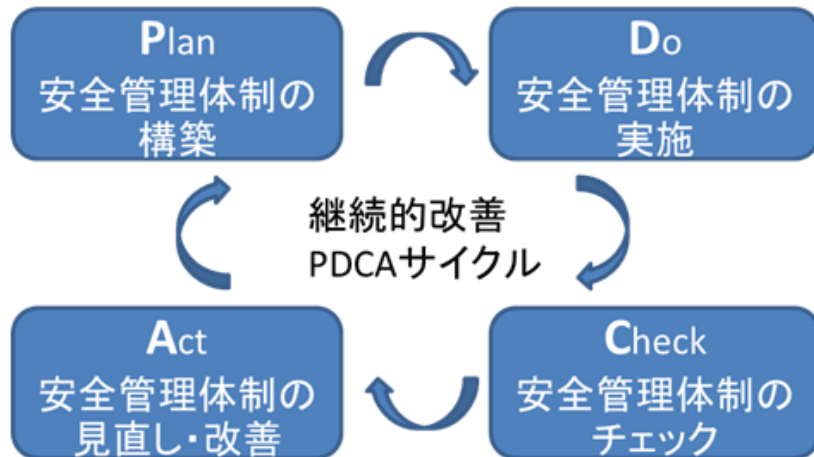 Plan
安全管理体制の
構築
Do
安全管理体制の
実施
継続的改善
PDCAサイクル
Act
安全管理体制の
見直し・改善
Check
安全管理体制の
チェック